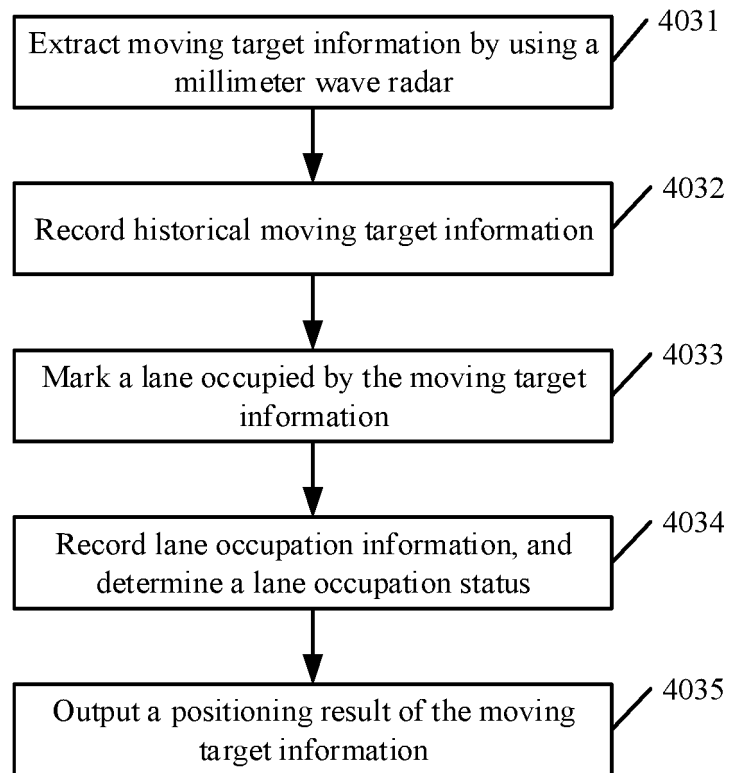 4031
Extract moving target information by using a
millimeter wave radar
4032
Record historical moving target information
4033
Mark a lane occupied by the moving target
information
4034
Record lane occupation information, and
determine a lane occupation status
4035
Output a positioning result of the moving
target information